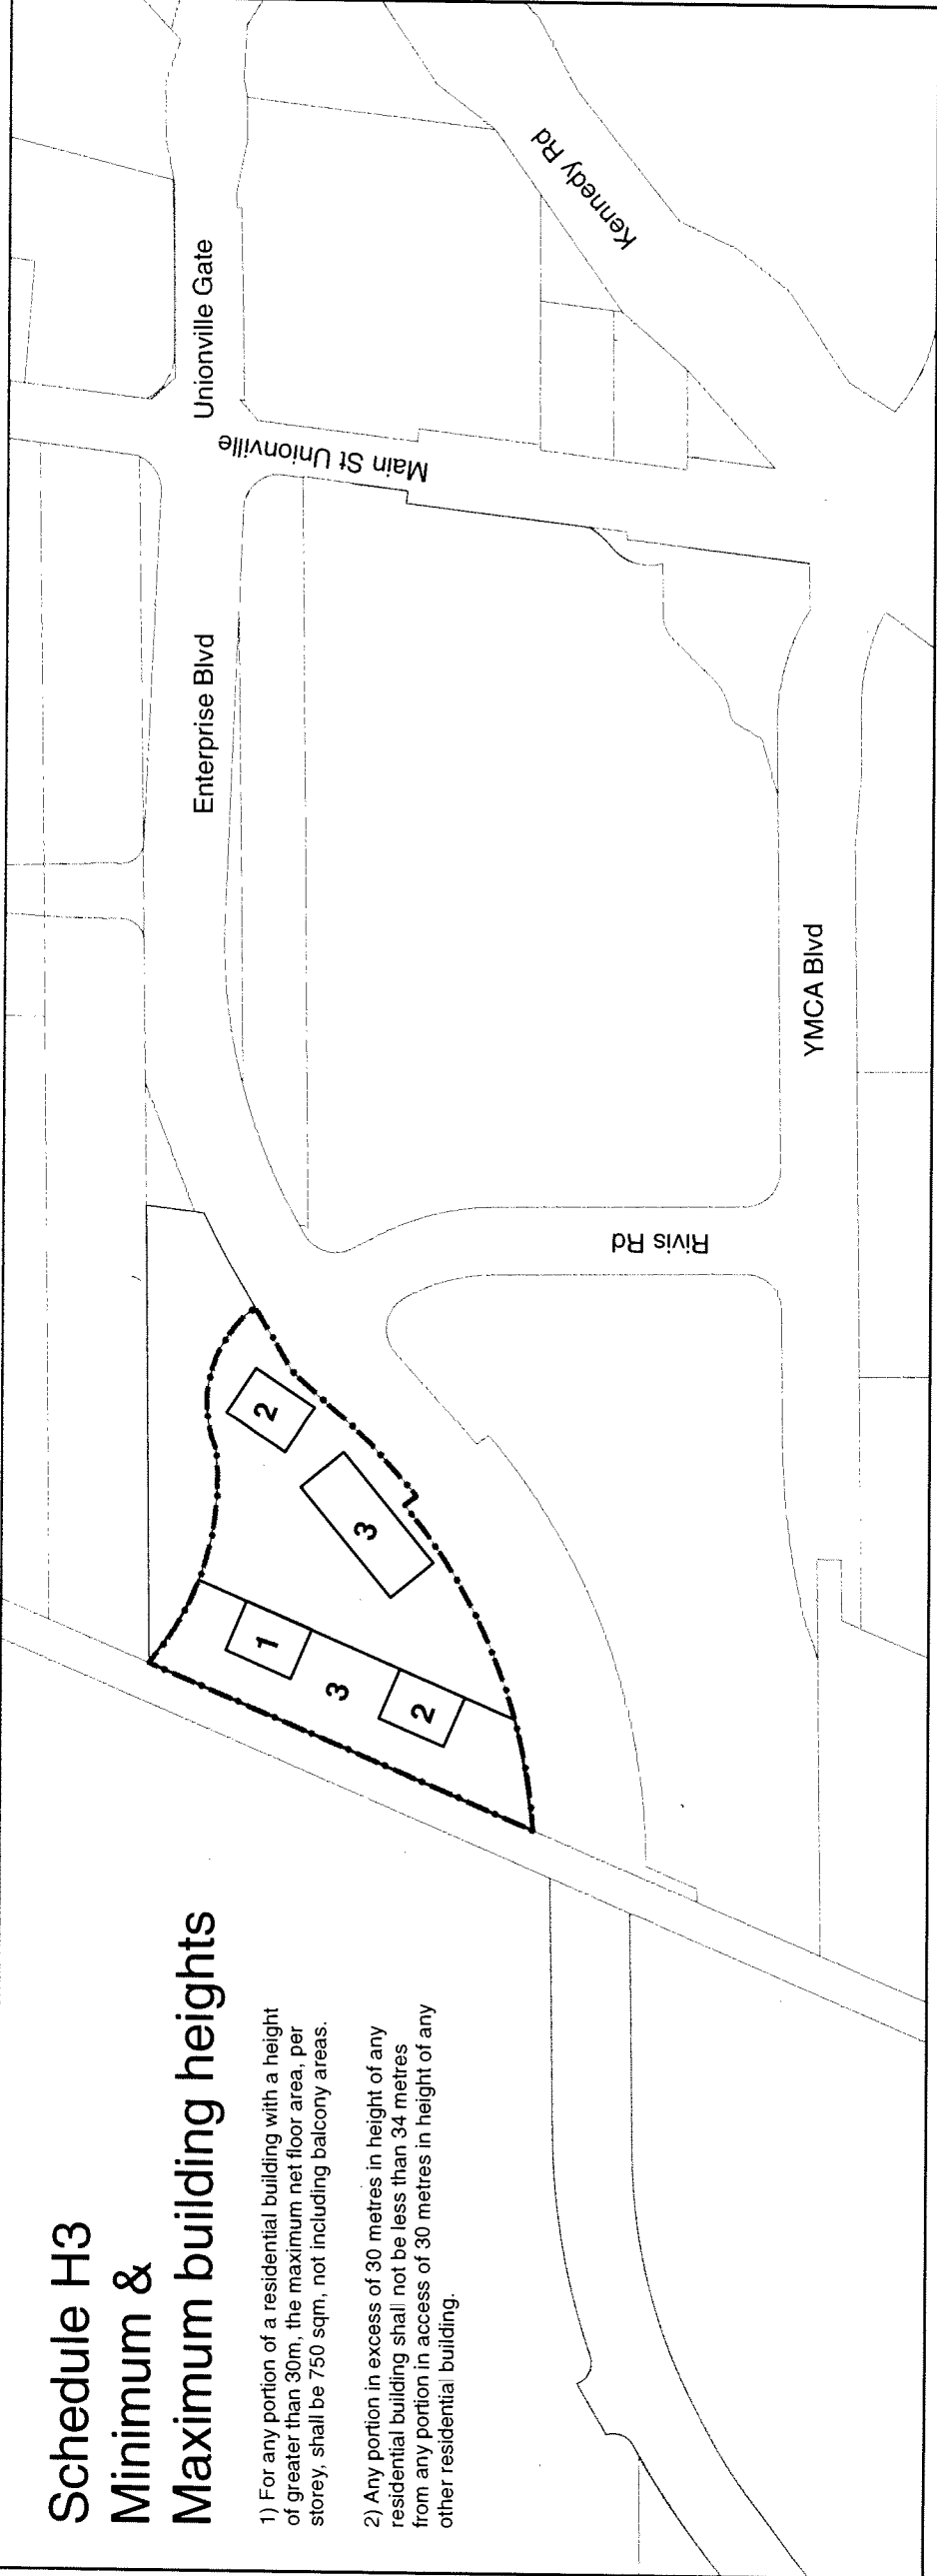 Schedule H3
Minimum &
Maximum building heights
1) For any portion of a residential building with a height
of greater than 30m, the maximum net floor area, per
storey, shall be 750 sqm, not including balcony areas.
2) Any portion in excess of 30 metres in height of any
residential building shall not be less than 34 metres
from any portion in access of 30 metres in height of any
other residential building.
1
3
2
3
2
Enterprise Blvd
Unionville Gate
Main St Unionville
Kennedy Rd
Rivis Rd
YMCA Blvd